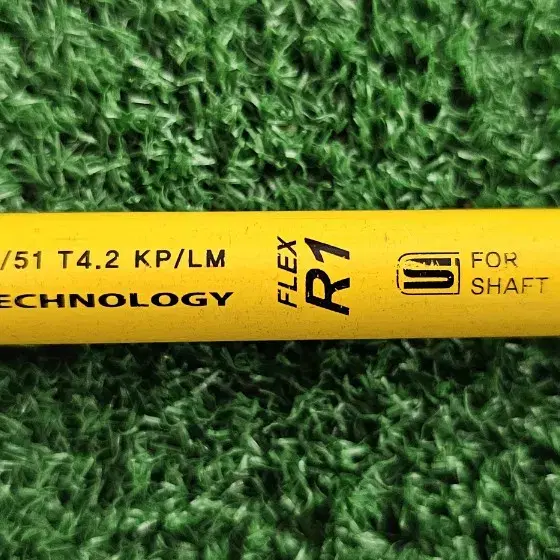 /51 T4.2 KP/LM
ECHNOLOGY
FLEX
R1
FOR
SHAFT